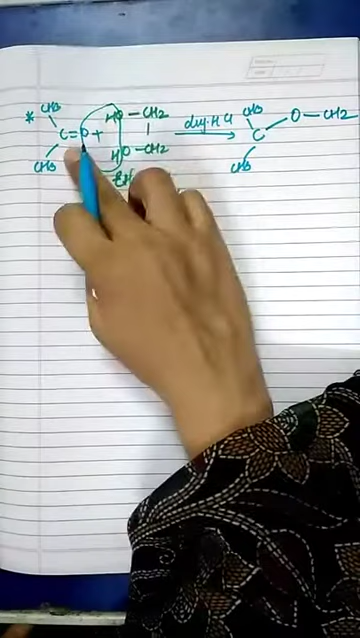 * CH3 CH3
HO — CH2 O — CH2
C = O + dry. HCl C
HO — CH2
CH3 CH3